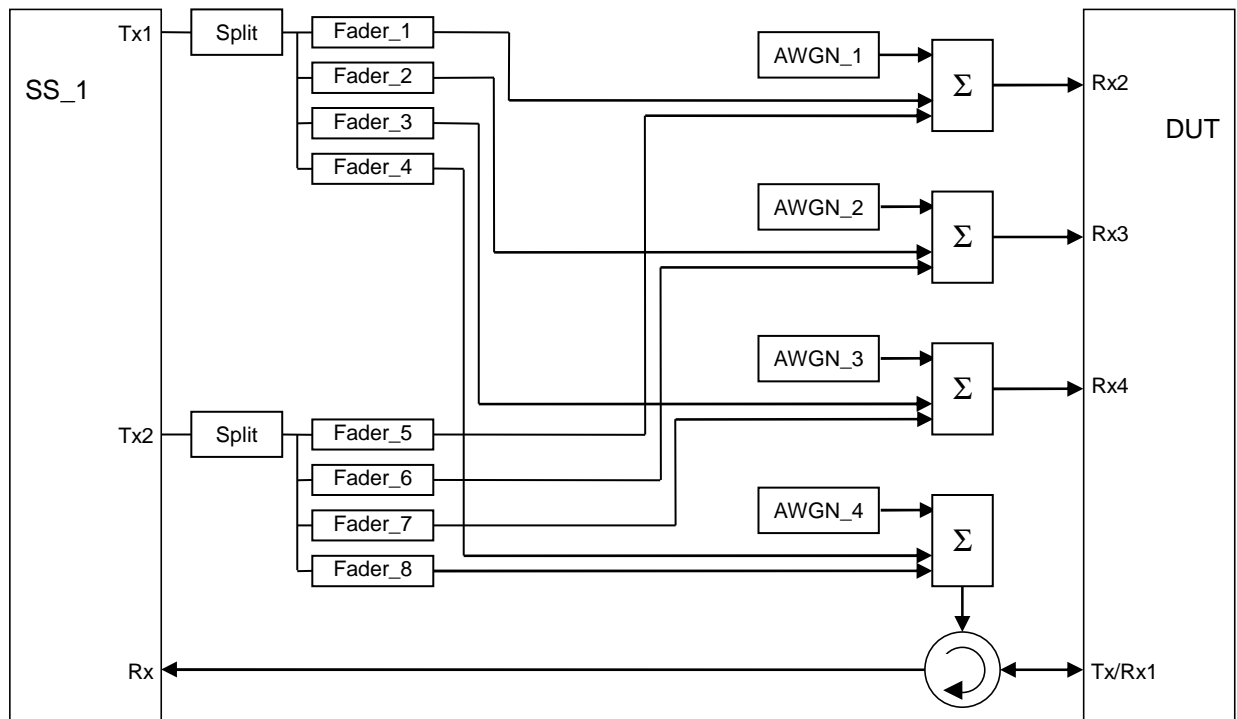 Tx1
Split
Fader_1
Fader_2
Fader_3
Fader_4
SS_1
AWGN_1
Σ
Rx2
DUT
AWGN_2
Σ
Rx3
AWGN_3
Σ
Rx4
Tx2
Split
Fader_5
Fader_6
Fader_7
Fader_8
AWGN_4
Σ
Rx
Tx/Rx1